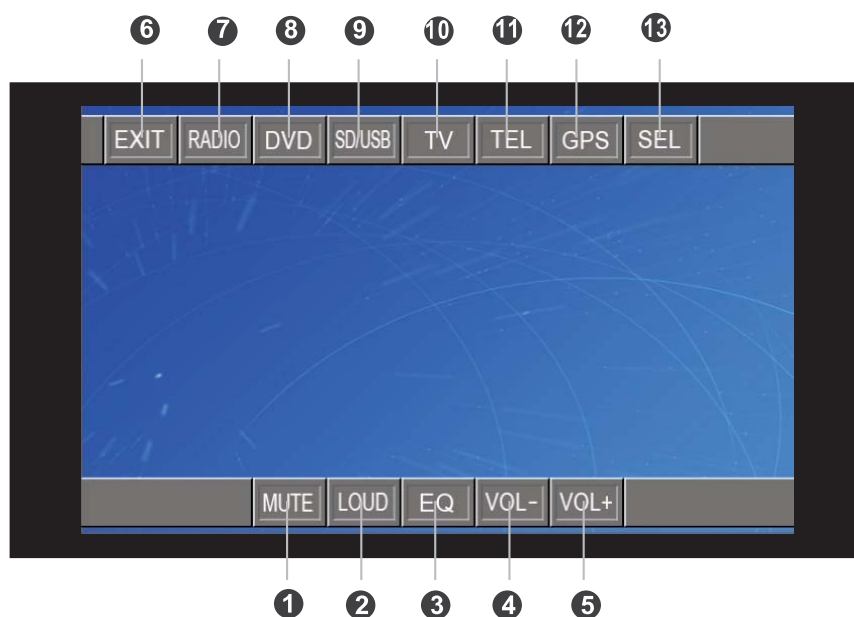 6 7 8 9 10 11 12 13
EXIT RADIO DVD SD/USB TV TEL GPS SEL
MUTE LOUD EQ VOL- VOL+
1 2 3 4 5